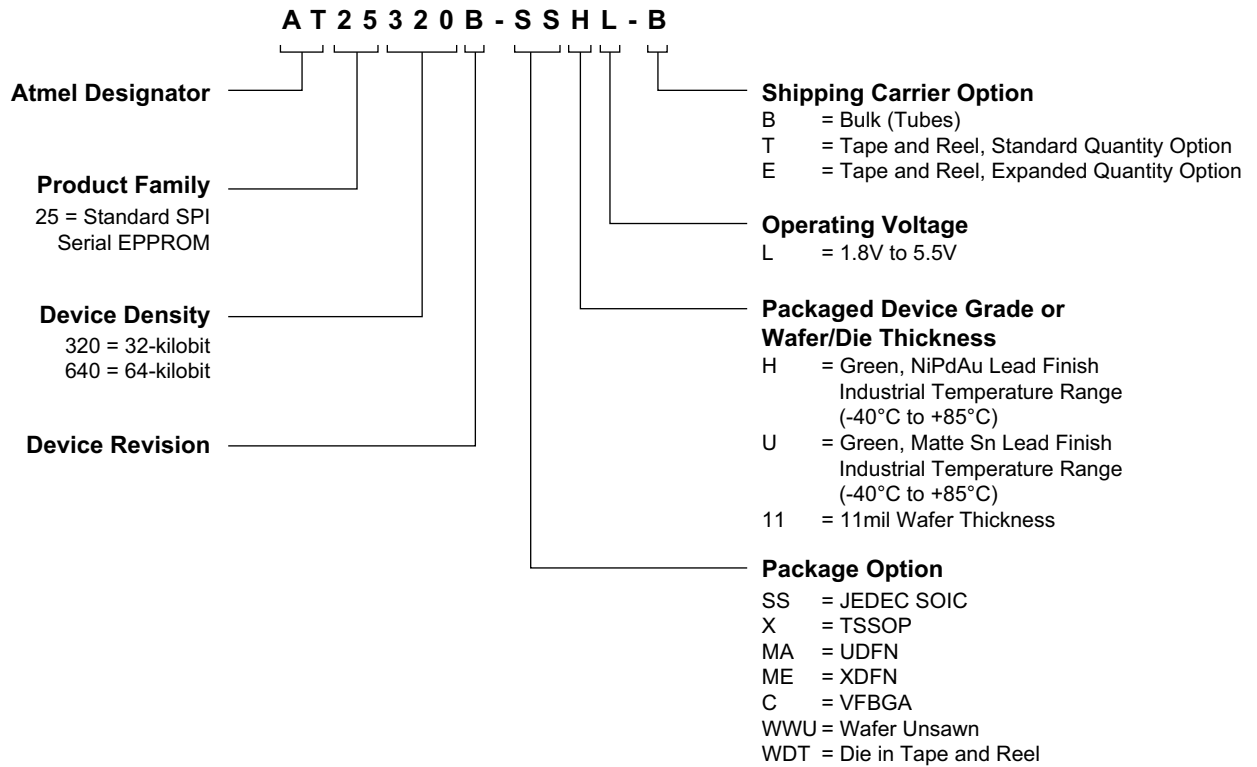 A T 2 5 3 2 0 B - S S H L - B
Atmel Designator
Product Family
25 = Standard SPI
Serial EPPROM
Device Density
320 = 32-kilobit
640 = 64-kilobit
Device Revision
Shipping Carrier Option
B = Bulk (Tubes)
T = Tape and Reel, Standard Quantity Option
E = Tape and Reel, Expanded Quantity Option
Operating Voltage
L = 1.8V to 5.5V
Packaged Device Grade or
Wafer/Die Thickness
H = Green, NiPdAu Lead Finish
Industrial Temperature Range
(-40°C to +85°C)
U = Green, Matte Sn Lead Finish
Industrial Temperature Range
(-40°C to +85°C)
11 = 11mil Wafer Thickness
Package Option
SS = JEDEC SOIC
X = TSSOP
MA = UDFN
ME = XDFN
C = VFBGA
WWU = Wafer Unsawn
WDT = Die in Tape and Reel